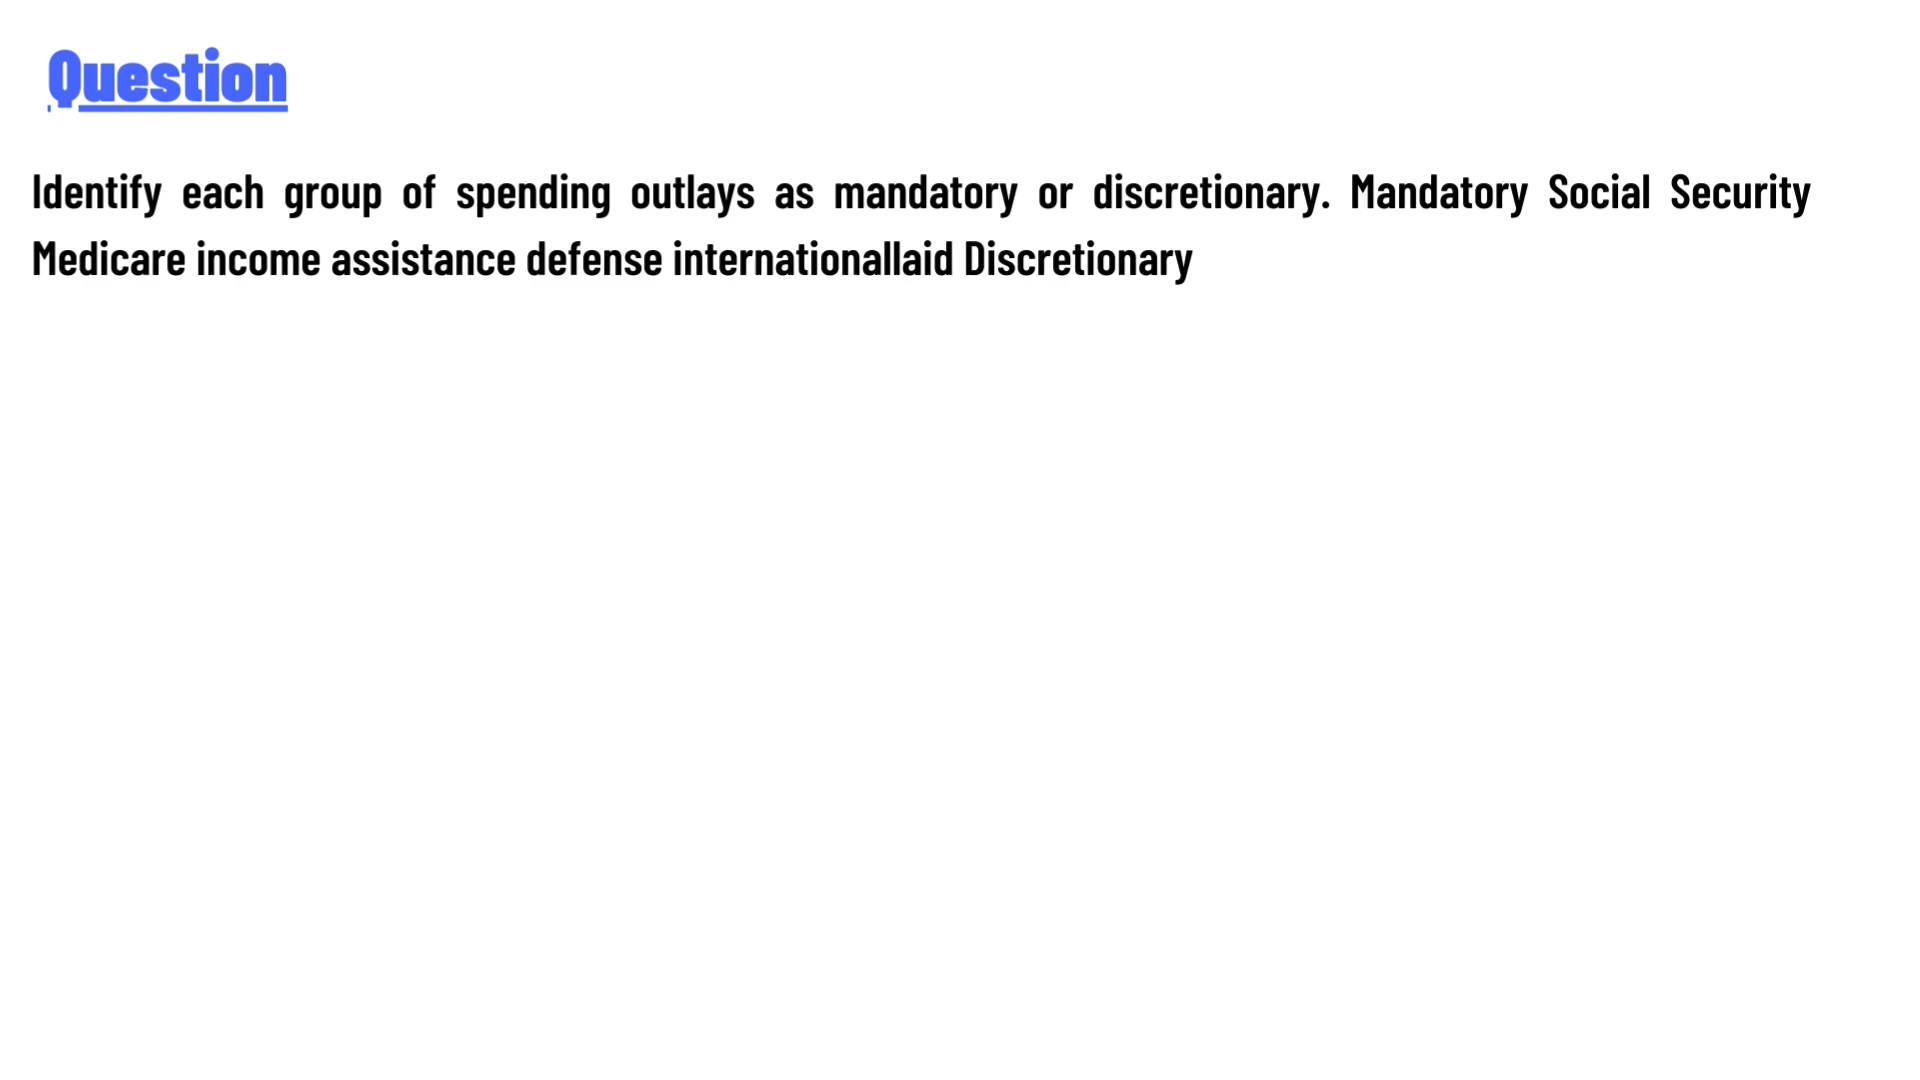 Question
Identify each group of spending outlays as mandatory or discretionary. Mandatory Social Security
Medicare income assistance defense internationallaid Discretionary